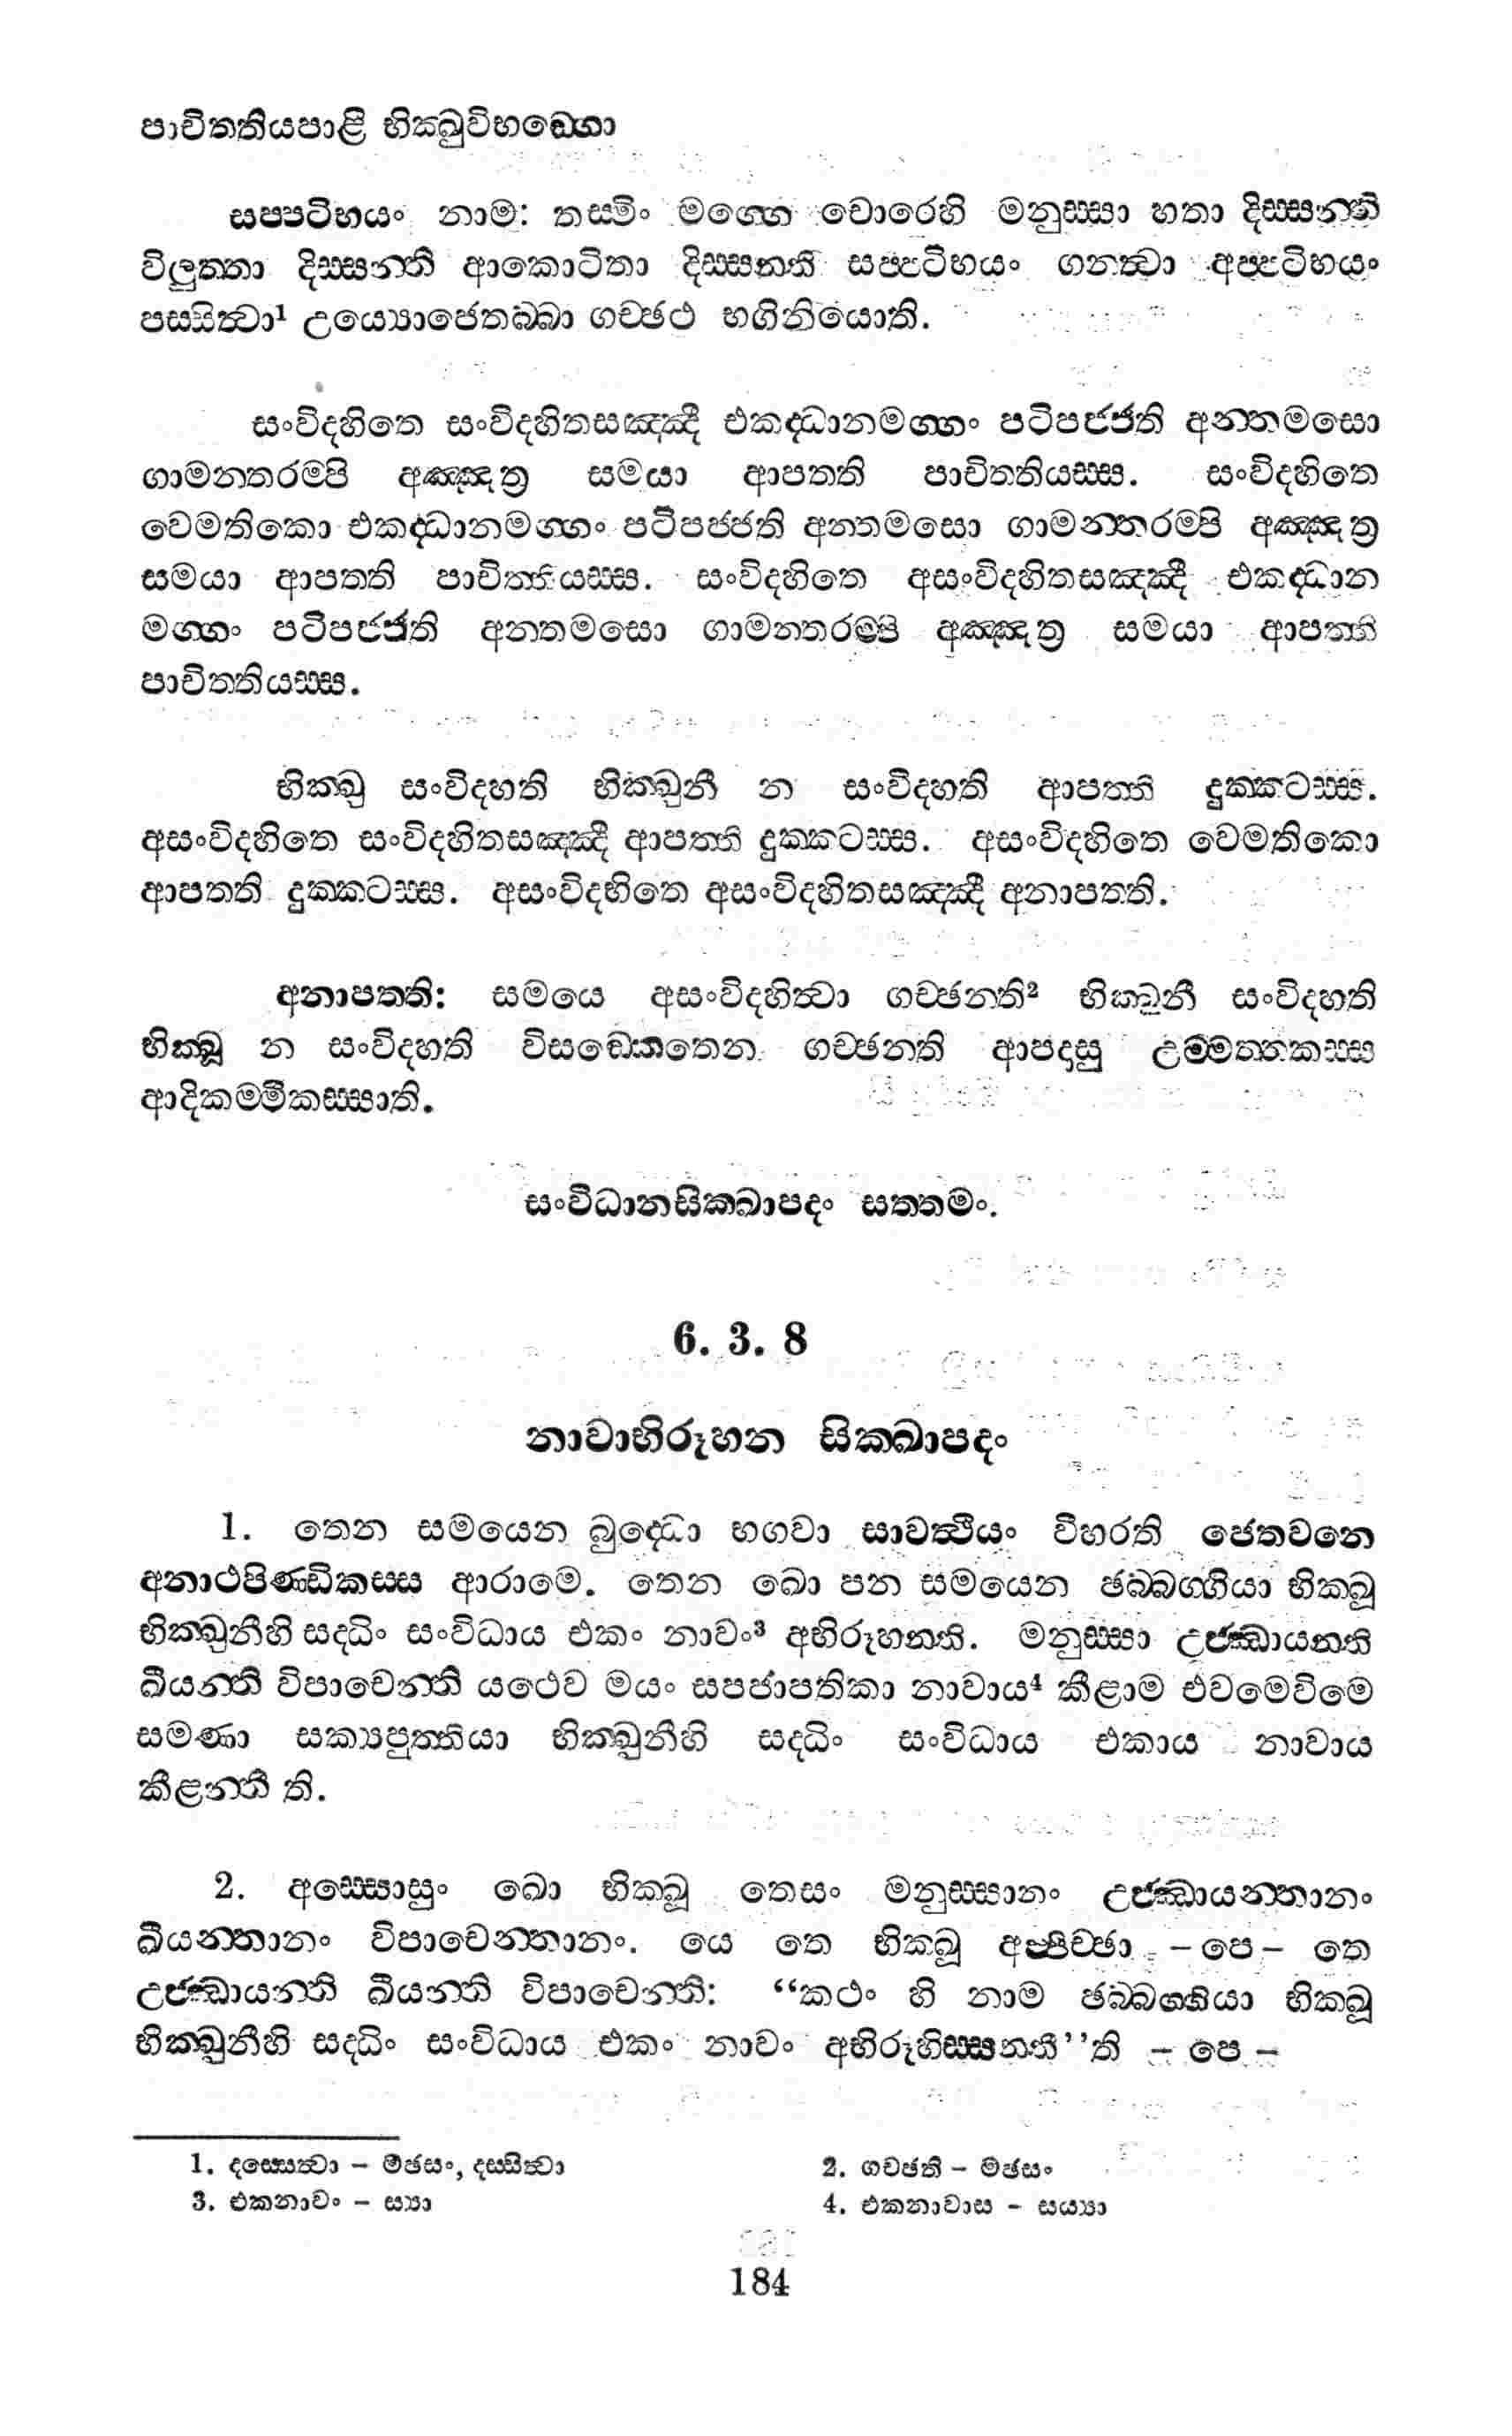 පාචිත්තියපාළි භික්ඛුවිභඞ්ගො
සප්පටිභයං නාම: තස්මිං මග්ගෙ චොරෙහි මනුස්සා හතා දිස්සන්ති
විලුත්තා දිස්සන්ති ආකොටිතා දිස්සන්ති සප්පටිභයං ගන්ත්වා අප්පටිභයං
පස්සිත්වා¹ උය්‍යොජෙතබ්බා ගච්ඡථ භගිනියොති.
සංවිදහිතෙ සංවිදහිතසඤ්ඤී එකද්ධානමග්ගං පටිපජ්ජති අන්තමසො
ගාමන්තරම්පි අඤ්ඤත්‍ර සමයා ආපත්ති පාචිත්තියස්ස. සංවිදහිතෙ
වෙමතිකො එකද්ධානමග්ගං පටිපජ්ජති අන්තමසො ගාමන්තරම්පි අඤ්ඤත්‍ර
සමයා ආපත්ති පාචිත්තියස්ස. සංවිදහිතෙ අසංවිදහිතසඤ්ඤී එකද්ධාන
මග්ගං පටිපජ්ජති අන්තමසො ගාමන්තරම්පි අඤ්ඤත්‍ර සමයා ආපත්ති
පාචිත්තියස්ස.
භික්ඛු සංවිදහති භික්ඛුනී න සංවිදහති ආපත්ති දුක්කටස්ස.
අසංවිදහිතෙ සංවිදහිතසඤ්ඤී ආපත්ති දුක්කටස්ස. අසංවිදහිතෙ වෙමතිකො
ආපත්ති දුක්කටස්ස. අසංවිදහිතෙ අසංවිදහිතසඤ්ඤී අනාපත්ති.
අනාපත්ති: සමයෙ අසංවිදහිත්වා ගච්ඡන්ති² භික්ඛුනී සංවිදහති
භික්ඛූ න සංවිදහති විසඞ්කෙතෙන ගච්ඡන්ති ආපදාසු උම්මත්තකස්ස
ආදිකම්මිකස්සාති.
සංවිධානසික්ඛාපදං සත්තමං.
6. 3. 8
නාවාභිරූහන සික්ඛාපදං
1. තෙන සමයෙන බුද්ධො භගවා සාවත්ථියං විහරති ජෙතවනෙ
අනාථපිණ්ඩිකස්ස ආරාමෙ. තෙන ඛො පන සමයෙන ඡබ්බග්ගියා භික්ඛූ
භික්ඛුනීහි සද්ධිං සංවිධාය එකං නාවං³ අභිරූහන්ති. මනුස්සා උජ්ඣායන්ති
ඛීයන්ති විපාචෙන්ති යථෙව මයං සපජාපතිකා නාවාය⁴ කීළාම එවමෙවිමෙ
සමණා සක්‍යපුත්තියා භික්ඛුනීහි සද්ධිං සංවිධාය එකාය නාවාය
කීළන්තී ති.
2. අස්සොසුං ඛො භික්ඛූ තෙසං මනුස්සානං උජ්ඣායන්තානං
ඛීයන්තානං විපාචෙන්තානං. යෙ තෙ භික්ඛූ අප්පිච්ඡා - පෙ - තෙ
උජ්ඣායන්ති ඛීයන්ති විපාචෙන්ති: “කථං හි නාම ඡබ්බග්ගියා භික්ඛූ
භික්ඛුනීහි සද්ධිං සංවිධාය එකං නාවං අභිරූහිස්සන්තී”ති - පෙ -
1. දස්සෙත්වා - මඡසං, දස්සිත්වා
2. ගච්ඡති - මඡසං
3. එකනාවං - ස්‍යා
4. එකනාවාස - සය්‍යා
184